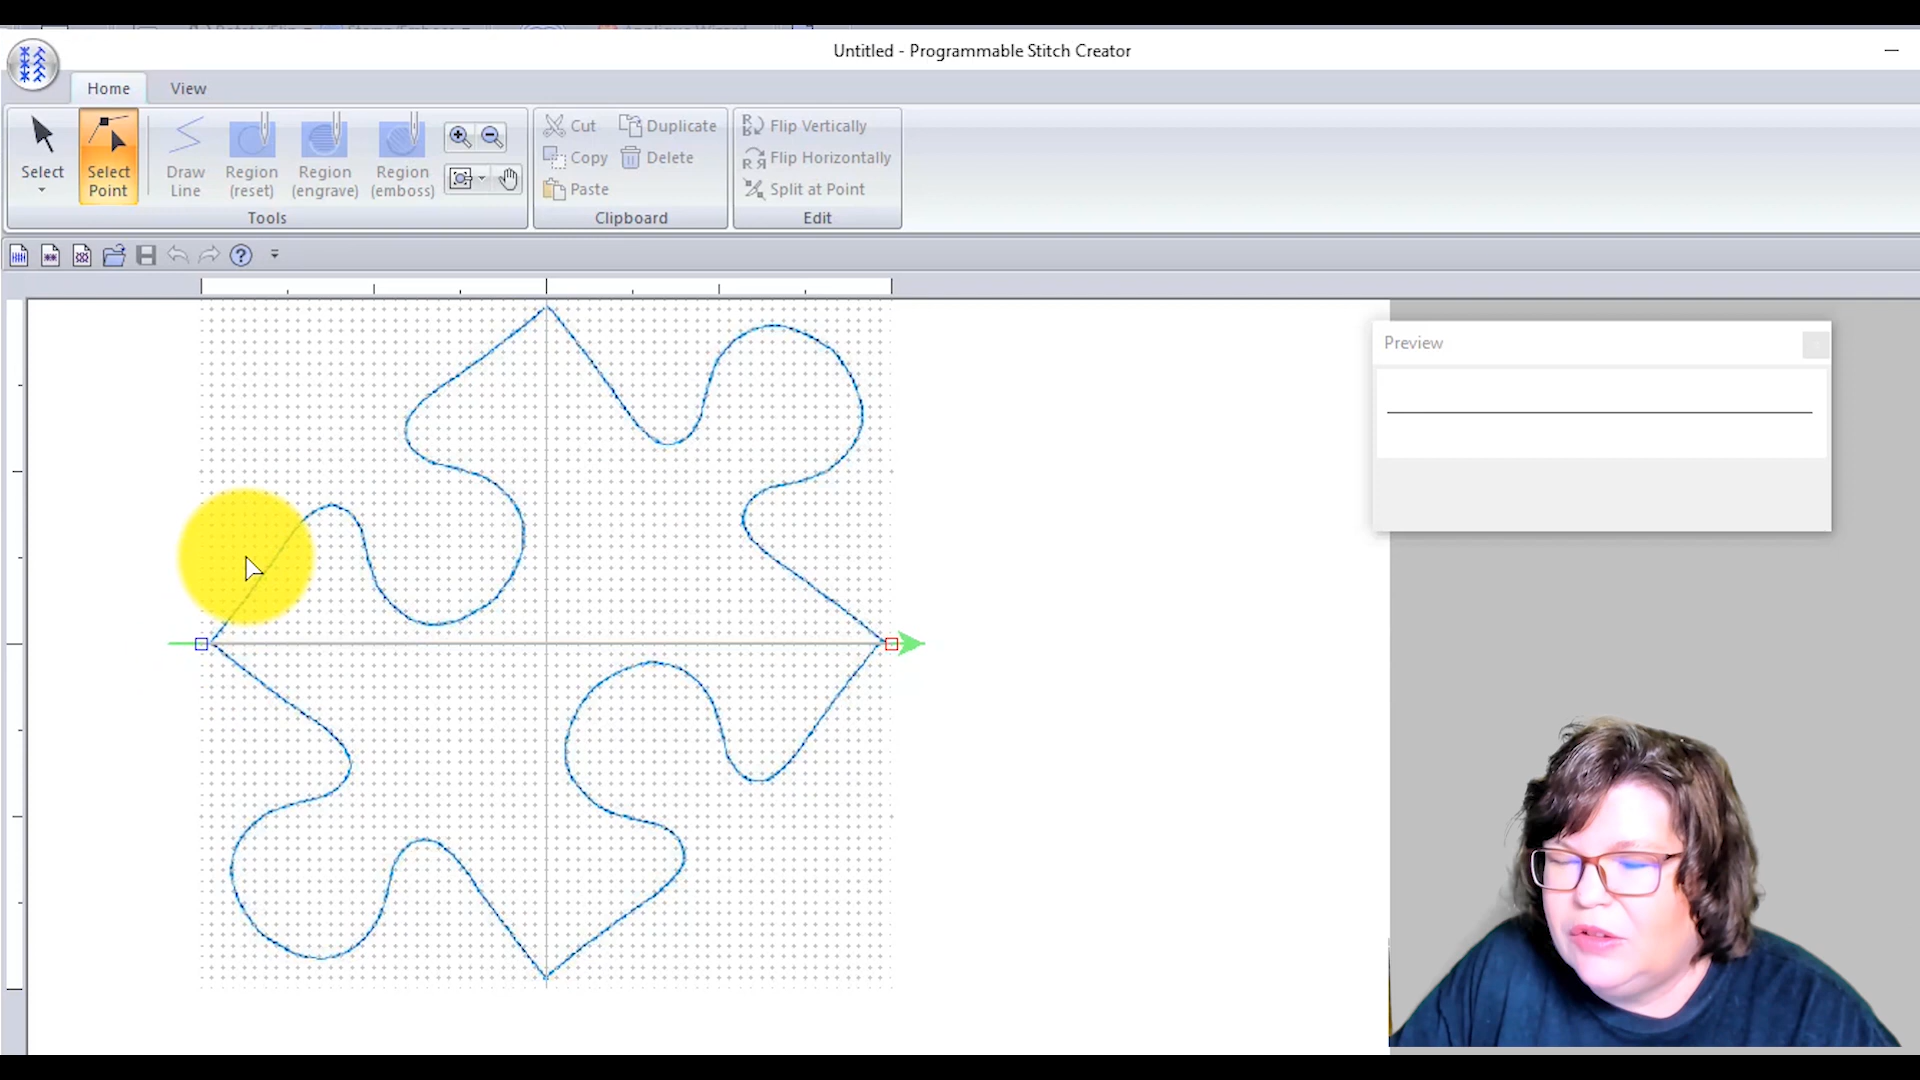 Untitled - Programmable Stitch Creator
Home View
Select
Select Point
Draw Line
Region (reset)
Region (engrave)
Region (emboss)
Tools
Cut Duplicate
Copy Delete
Paste
Clipboard
Flip Vertically
Flip Horizontally
Split at Point
Edit
Preview